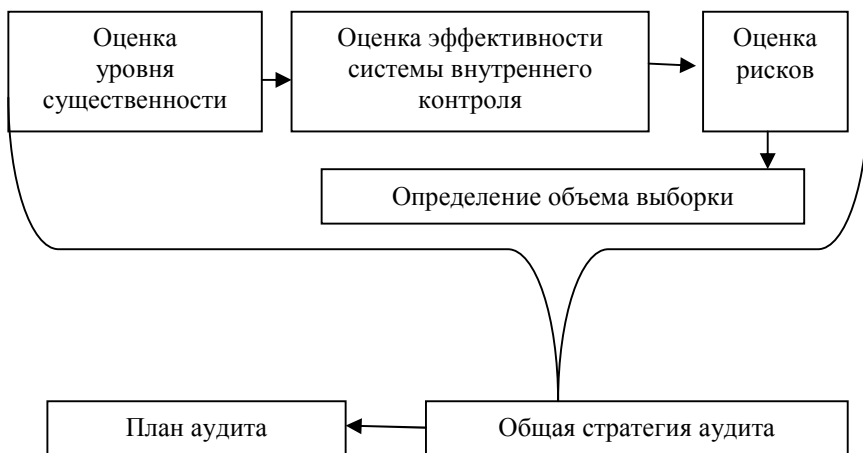 Оценка
уровня
существенности
Оценка эффективности
системы внутреннего
контроля
Оценка
рисков
Определение объема выборки
План аудита
Общая стратегия аудита